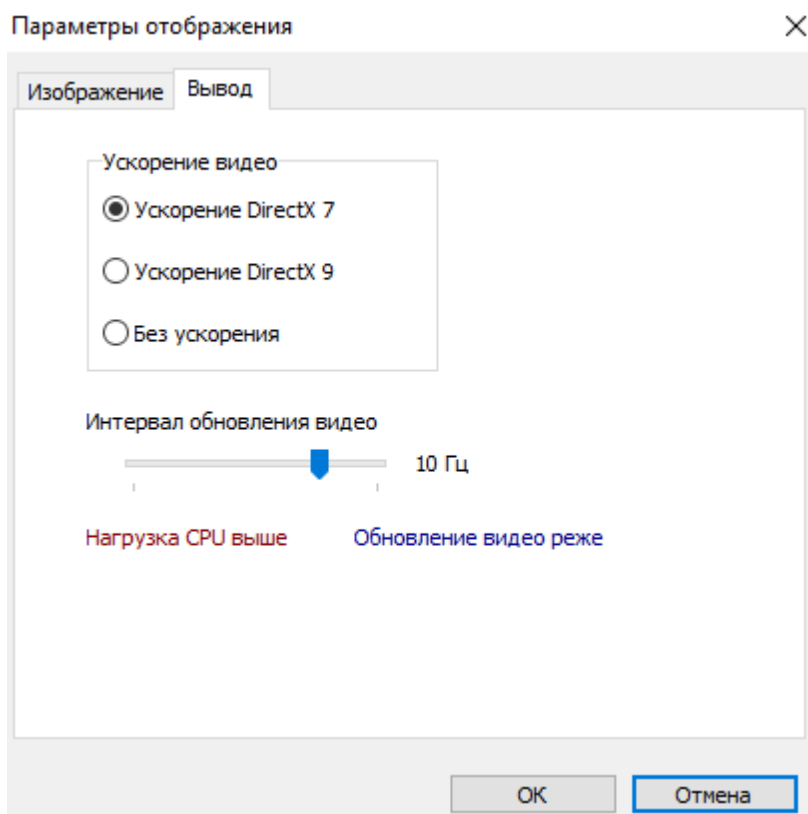 Параметры отображения
Изображение Вывод
Ускорение видео
Ускорение DirectX 7
Ускорение DirectX 9
Без ускорения
Интервал обновления видео
10 Гц
Нагрузка CPU выше Обновление видео реже
ОК Отмена